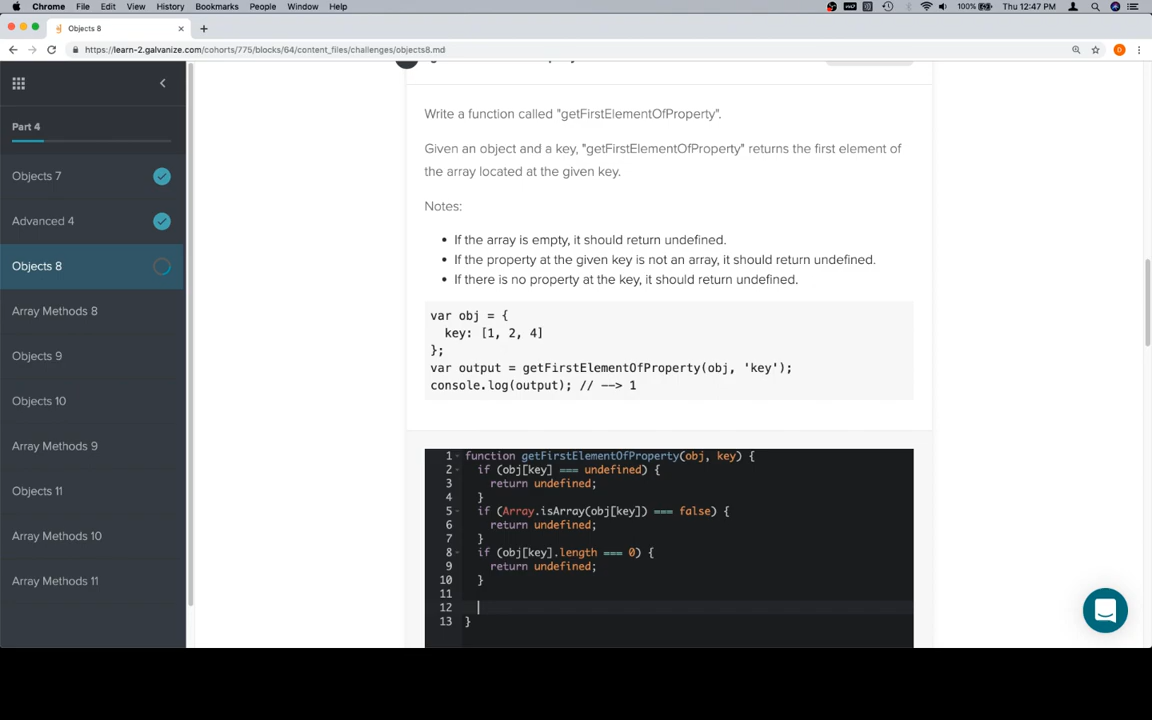 Chrome File Edit View History Bookmarks People Window Help 100% Thu 12:47 PM
Objects 8
https://learn-2.galvanize.com/cohorts/775/blocks/64/content_files/challenges/objects8.md
Part 4
Objects 7
Advanced 4
Objects 8
Array Methods 8
Objects 9
Objects 10
Array Methods 9
Objects 11
Array Methods 10
Array Methods 11
Write a function called "getFirstElementOfProperty".
Given an object and a key, "getFirstElementOfProperty" returns the first element of
the array located at the given key.
Notes:
If the array is empty, it should return undefined.
If the property at the given key is not an array, it should return undefined.
If there is no property at the key, it should return undefined.
var obj = {
key: [1, 2, 4]
};
var output = getFirstElementOfProperty(obj, 'key');
console.log(output); // --> 1
1 function getFirstElementOfProperty(obj, key) {
2 if (obj[key] === undefined) {
3 return undefined;
4 }
5 if (Array.isArray(obj[key]) === false) {
6 return undefined;
7 }
8 if (obj[key].length === 0) {
9 return undefined;
10 }
11
12
13 }